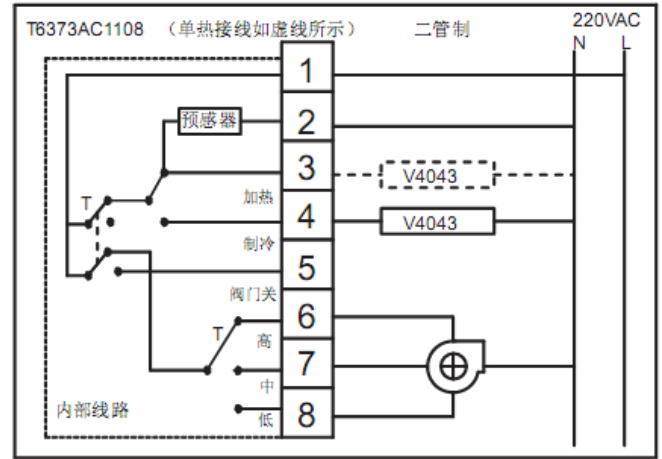 T6373AC1108 （单热接线如虚线所示） 二管制 220VAC
N L
1
预感器 2
3 V4043
加热
T 4 V4043
制冷
5
阀门关
6
T 高
7
中
内部线路 8
低